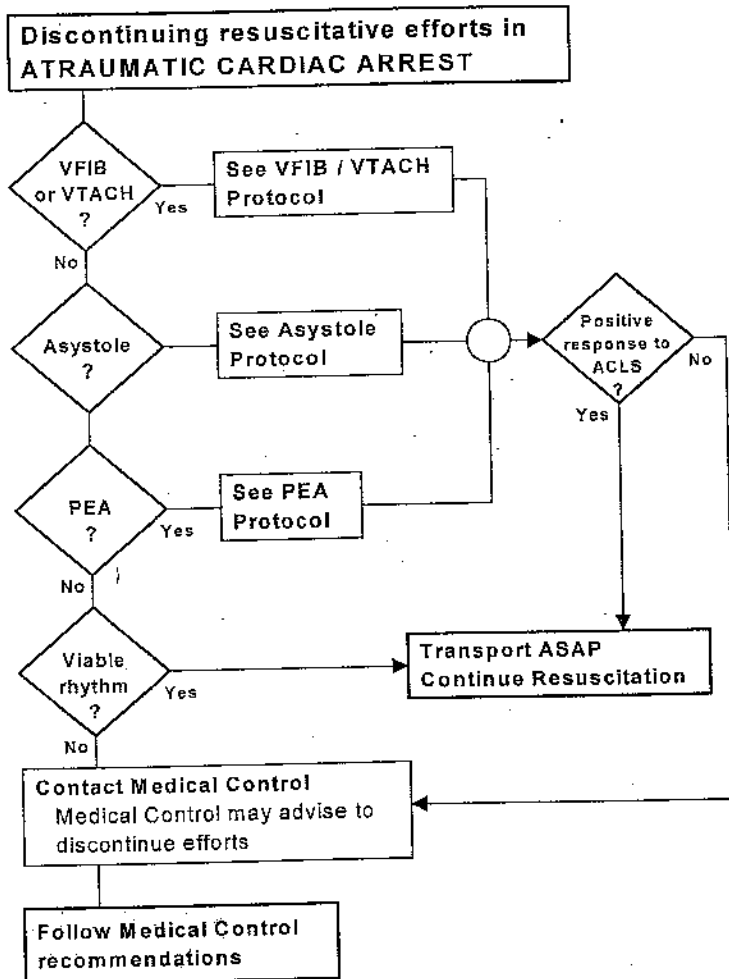 Discontinuing resuscitative efforts in
ATRAUMATIC CARDIAC ARREST
VFIB
or VTACH
?
Yes
See VFIB / VTACH
Protocol
No
Asystole
?
See Asystole
Protocol
Positive
response to
ACLS
?
No
Yes
PEA
?
Yes
See PEA
Protocol
No
Viable
rhythm
?
Yes
Transport ASAP
Continue Resuscitation
No
Contact Medical Control
Medical Control may advise to
discontinue efforts
Follow Medical Control
recommendations